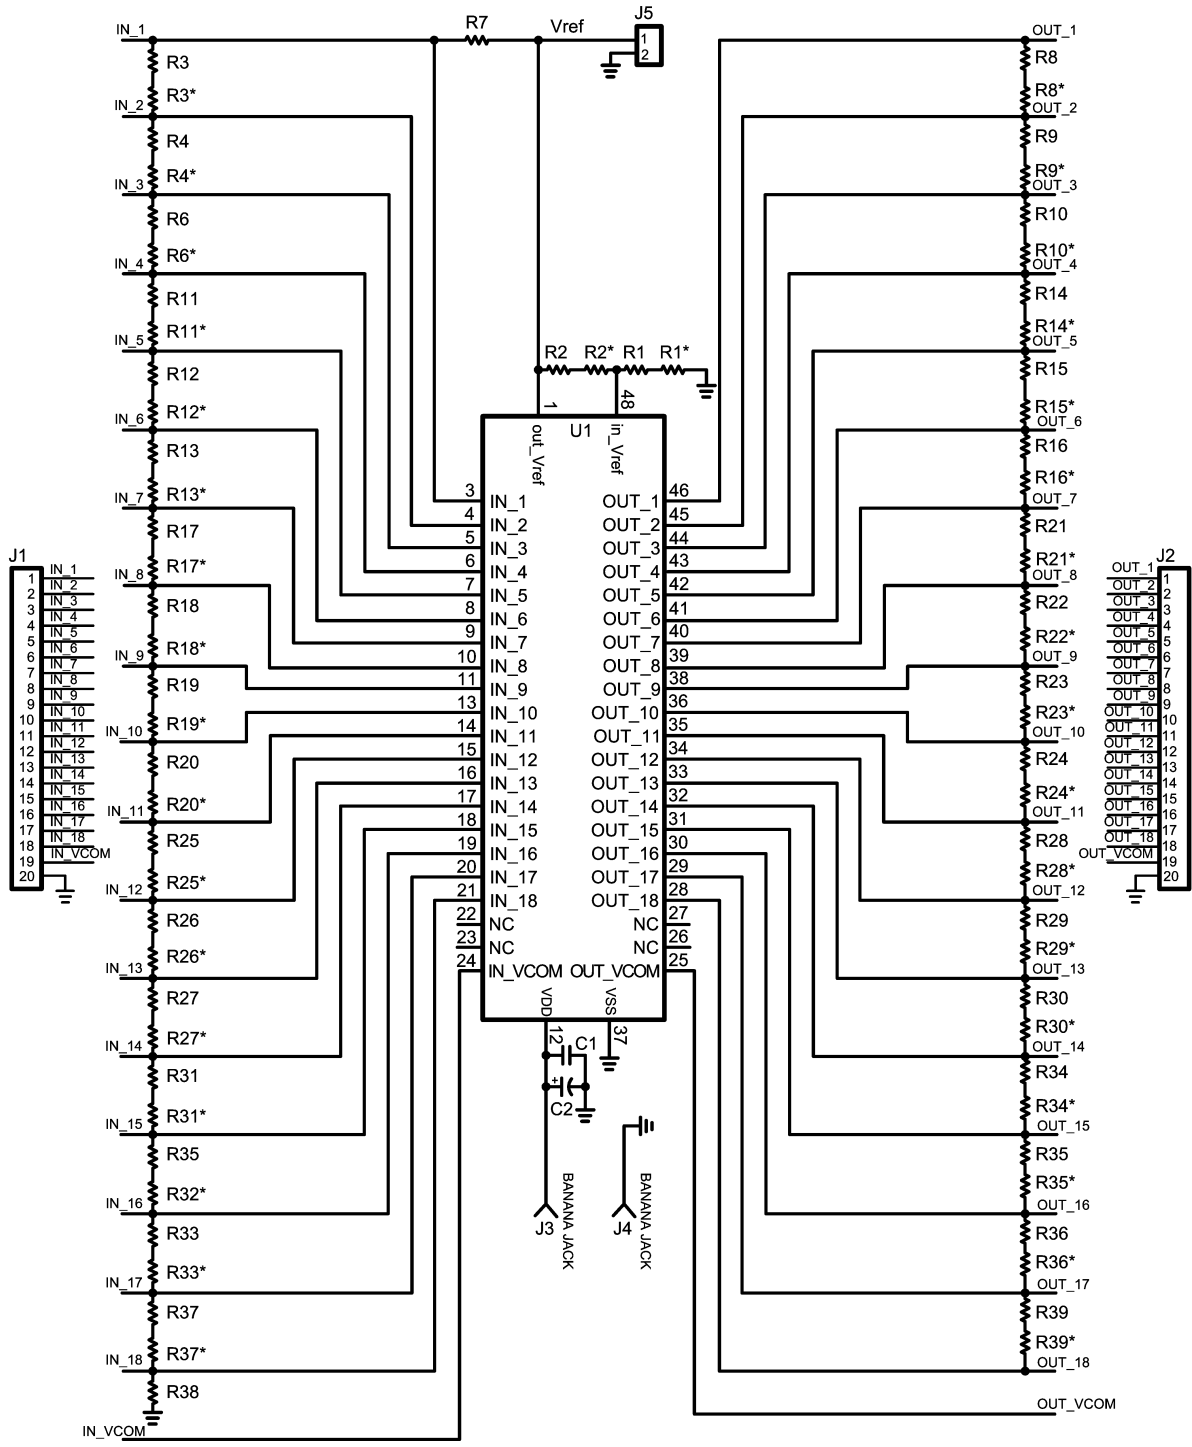 J5
R7
Vref
1
2
IN_1
R3
R3*
IN_2
R4
R4*
IN_3
R6
R6*
IN_4
R11
R11*
IN_5
R12
R12*
IN_6
R13
R13*
IN_7
R17
R17*
IN_8
R18
R18*
IN_9
R19
R19*
IN_10
R20
R20*
IN_11
R25
R25*
IN_12
R26
R26*
IN_13
R27
R27*
IN_14
R31
R31*
IN_15
R35
R32*
IN_16
R33
R33*
IN_17
R37
R37*
IN_18
R38
IN_VCOM
J1
1 IN_1
2 IN_2
3 IN_3
4 IN_4
5 IN_5
6 IN_6
7 IN_7
8 IN_8
9 IN_9
10 IN_10
11 IN_11
12 IN_12
13 IN_13
14 IN_14
15 IN_15
16 IN_16
17 IN_17
18 IN_18
19 IN_VCOM
20
R2 R2* R1 R1*
1 48
U1
out_Vref in_Vref
3 IN_1 OUT_1 46
4 IN_2 OUT_2 45
5 IN_3 OUT_3 44
6 IN_4 OUT_4 43
7 IN_5 OUT_5 42
8 IN_6 OUT_6 41
9 IN_7 OUT_7 40
10 IN_8 OUT_8 39
11 IN_9 OUT_9 38
13 IN_10 OUT_10 36
14 IN_11 OUT_11 35
15 IN_12 OUT_12 34
16 IN_13 OUT_13 33
17 IN_14 OUT_14 32
18 IN_15 OUT_15 31
19 IN_16 OUT_16 30
20 IN_17 OUT_17 29
21 IN_18 OUT_18 28
22 NC NC 27
23 NC NC 26
24 IN_VCOM OUT_VCOM 25
VDD VSS
12 37
C1
+
C2
J3 BANANA JACK
J4 BANANA JACK
OUT_1
R8
R8*
OUT_2
R9
R9*
OUT_3
R10
R10*
OUT_4
R14
R14*
OUT_5
R15
R15*
OUT_6
R16
R16*
OUT_7
R21
R21*
OUT_8
R22
R22*
OUT_9
R23
R23*
OUT_10
R24
R24*
OUT_11
R28
R28*
OUT_12
R29
R29*
OUT_13
R30
R30*
OUT_14
R34
R34*
OUT_15
R35
R35*
OUT_16
R36
R36*
OUT_17
R39
R39*
OUT_18
OUT_VCOM
J2
OUT_1 1
OUT_2 2
OUT_3 3
OUT_4 4
OUT_5 5
OUT_6 6
OUT_7 7
OUT_8 8
OUT_9 9
OUT_10 10
OUT_11 11
OUT_12 12
OUT_13 13
OUT_14 14
OUT_15 15
OUT_16 16
OUT_17 17
OUT_18 18
OUT_VCOM 19
20